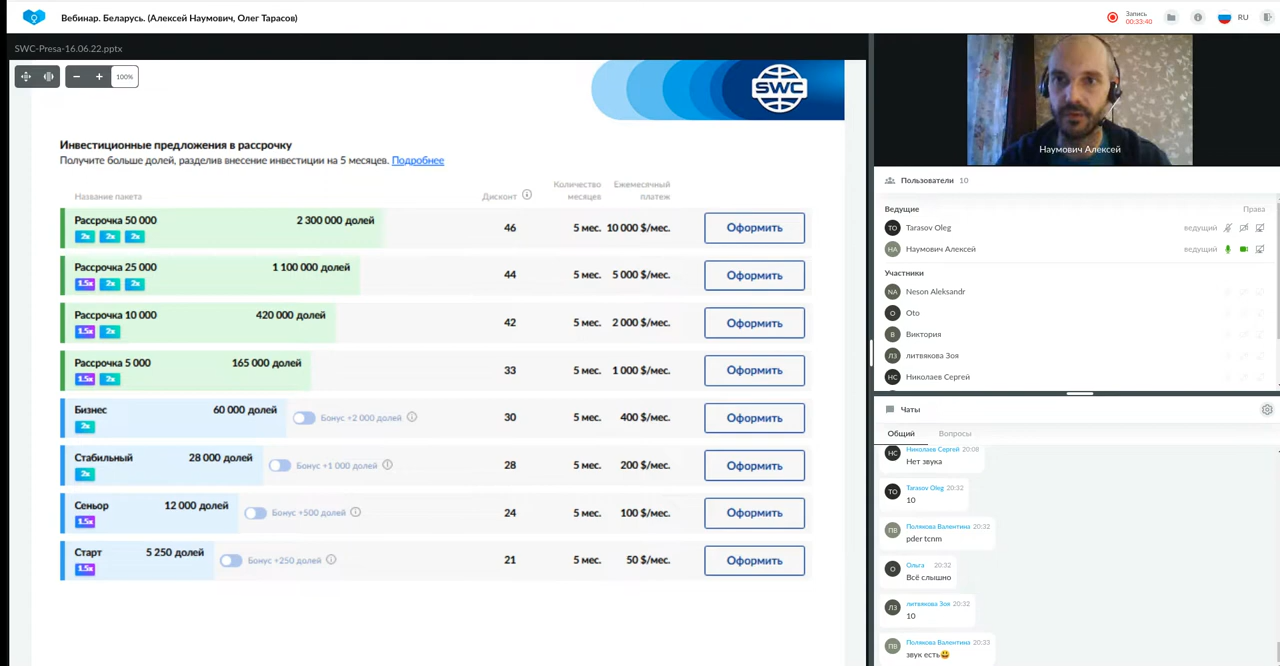 Вебинар. Беларусь. (Алексей Наумович, Олег Тарасов)
Запись
00:33:40
RU
SWC-Presa-16.06.22.pptx
100%
SWC
Инвестиционные предложения в рассрочку
Получите больше долей, разделив внесение инвестиции на 5 месяцев. Подробнее
Название пакета
Дисконт
Количество месяцев
Ежемесячный платеж
Рассрочка 50 000
2 300 000 долей
2x 2x 2x
46
5 мес.
10 000 $/мес.
Оформить
Рассрочка 25 000
1 100 000 долей
1.5x 2x 2x
44
5 мес.
5 000 $/мес.
Оформить
Рассрочка 10 000
420 000 долей
1.5x 2x
42
5 мес.
2 000 $/мес.
Оформить
Рассрочка 5 000
165 000 долей
1.5x 2x
33
5 мес.
1 000 $/мес.
Оформить
Бизнес
60 000 долей
2x
Бонус +2 000 долей
30
5 мес.
400 $/мес.
Оформить
Стабильный
28 000 долей
2x
Бонус +1 000 долей
28
5 мес.
200 $/мес.
Оформить
Сеньор
12 000 долей
1.5x
Бонус +500 долей
24
5 мес.
100 $/мес.
Оформить
Старт
5 250 долей
1.5x
Бонус +250 долей
21
5 мес.
50 $/мес.
Оформить
Наумович Алексей
Пользователи 10
Ведущие
Права
TO Tarasov Oleg ведущий
НА Наумович Алексей ведущий
Участники
NA Neson Aleksandr
O Oto
В Виктория
ЛЗ литвякова Зоя
НС Николаев Сергей
Чаты
Общий
Вопросы
НС Николаев Сергей 20:08
Нет звука
TO Tarasov Oleg 20:32
10
ПВ Полякова Валентина 20:32
pder tcnm
О Ольга 20:32
Всё слышно
ЛЗ литвякова Зоя 20:32
10
ПВ Полякова Валентина 20:33
звук есть😃